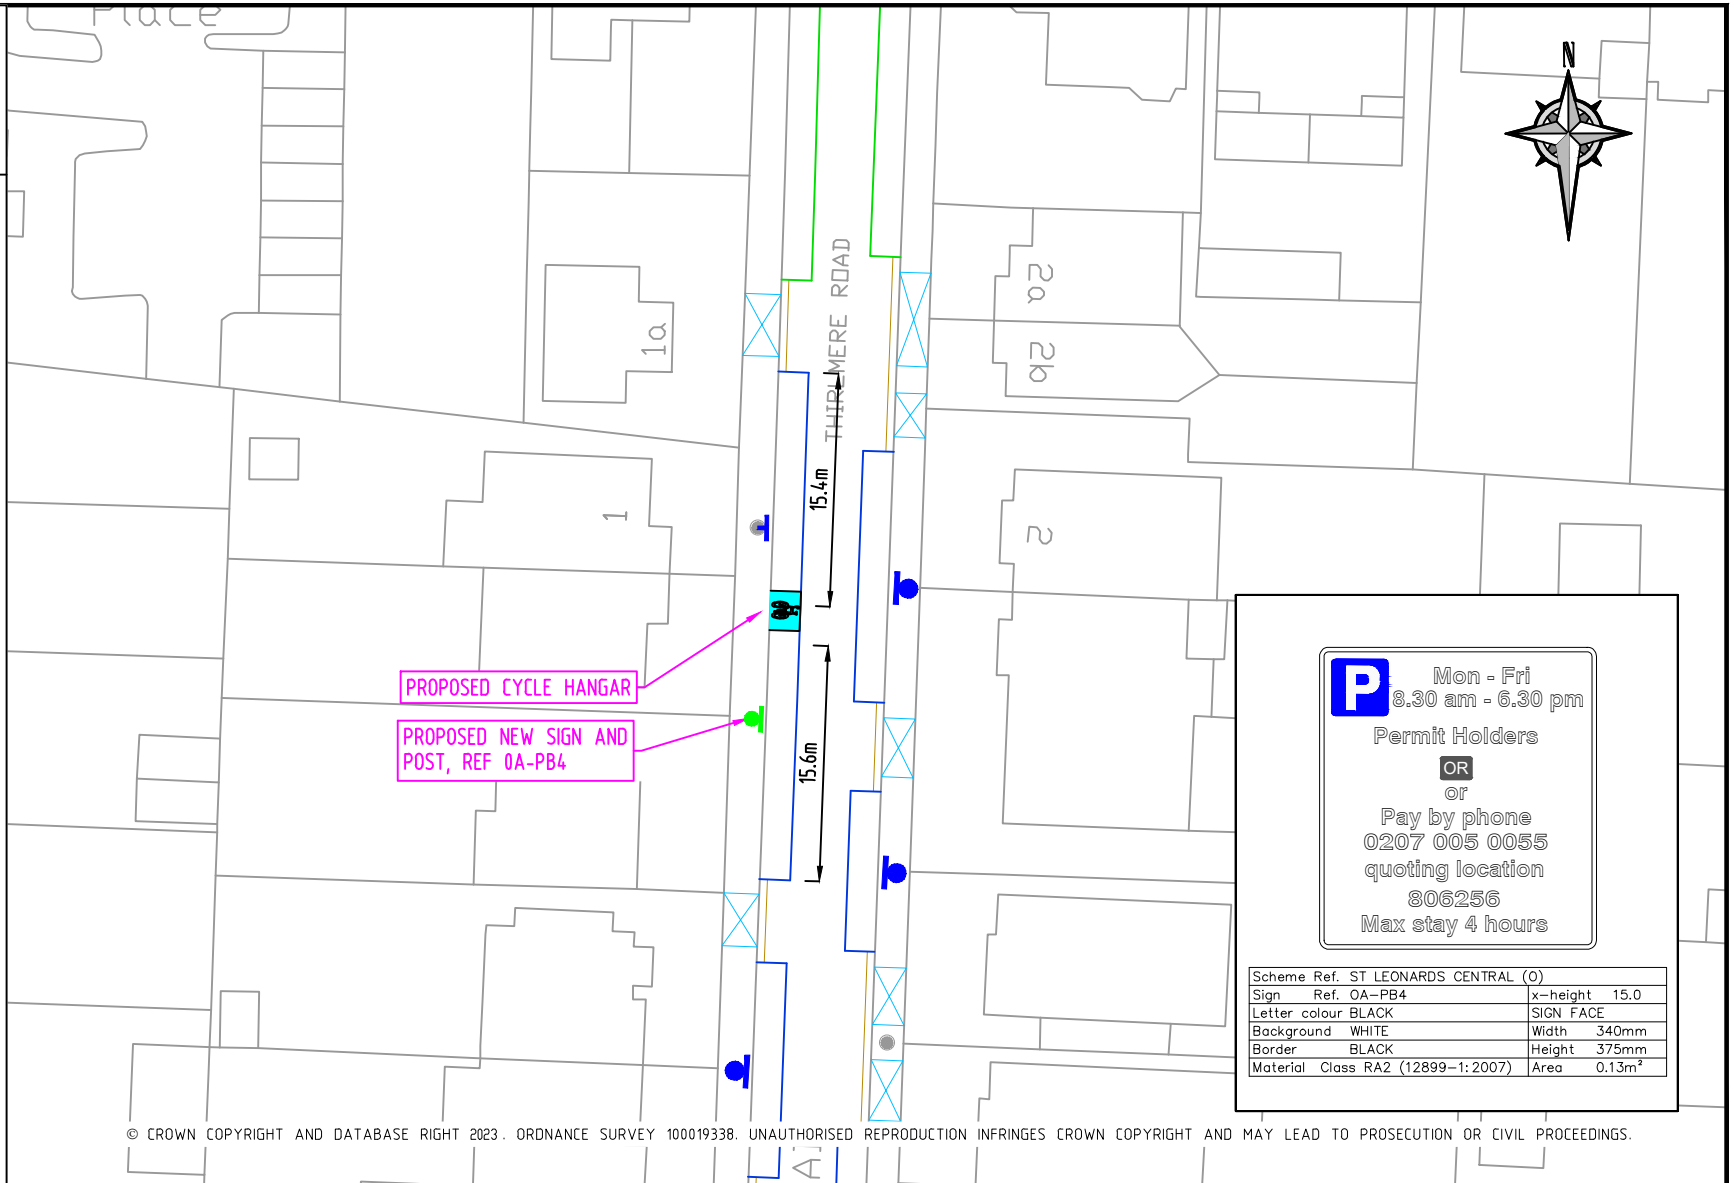 Place
N
THIRLMERE ROAD
1a
2a
2b
15.4m
1
2
PROPOSED CYCLE HANGAR
PROPOSED NEW SIGN AND
POST, REF OA-PB4
15.6m
P
Mon - Fri
8.30 am - 6.30 pm
Permit Holders
OR
or
Pay by phone
0207 005 0055
quoting location
806256
Max stay 4 hours
Scheme Ref. ST LEONARDS CENTRAL (O)
Sign Ref. OA-PB4 x-height 15.0
Letter colour BLACK SIGN FACE
Background WHITE Width 340mm
Border BLACK Height 375mm
Material Class RA2 (12899-1:2007) Area 0.13m²
© CROWN COPYRIGHT AND DATABASE RIGHT 2023. ORDNANCE SURVEY 100019338. UNAUTHORISED REPRODUCTION INFRINGES CROWN COPYRIGHT AND MAY LEAD TO PROSECUTION OR CIVIL PROCEEDINGS.